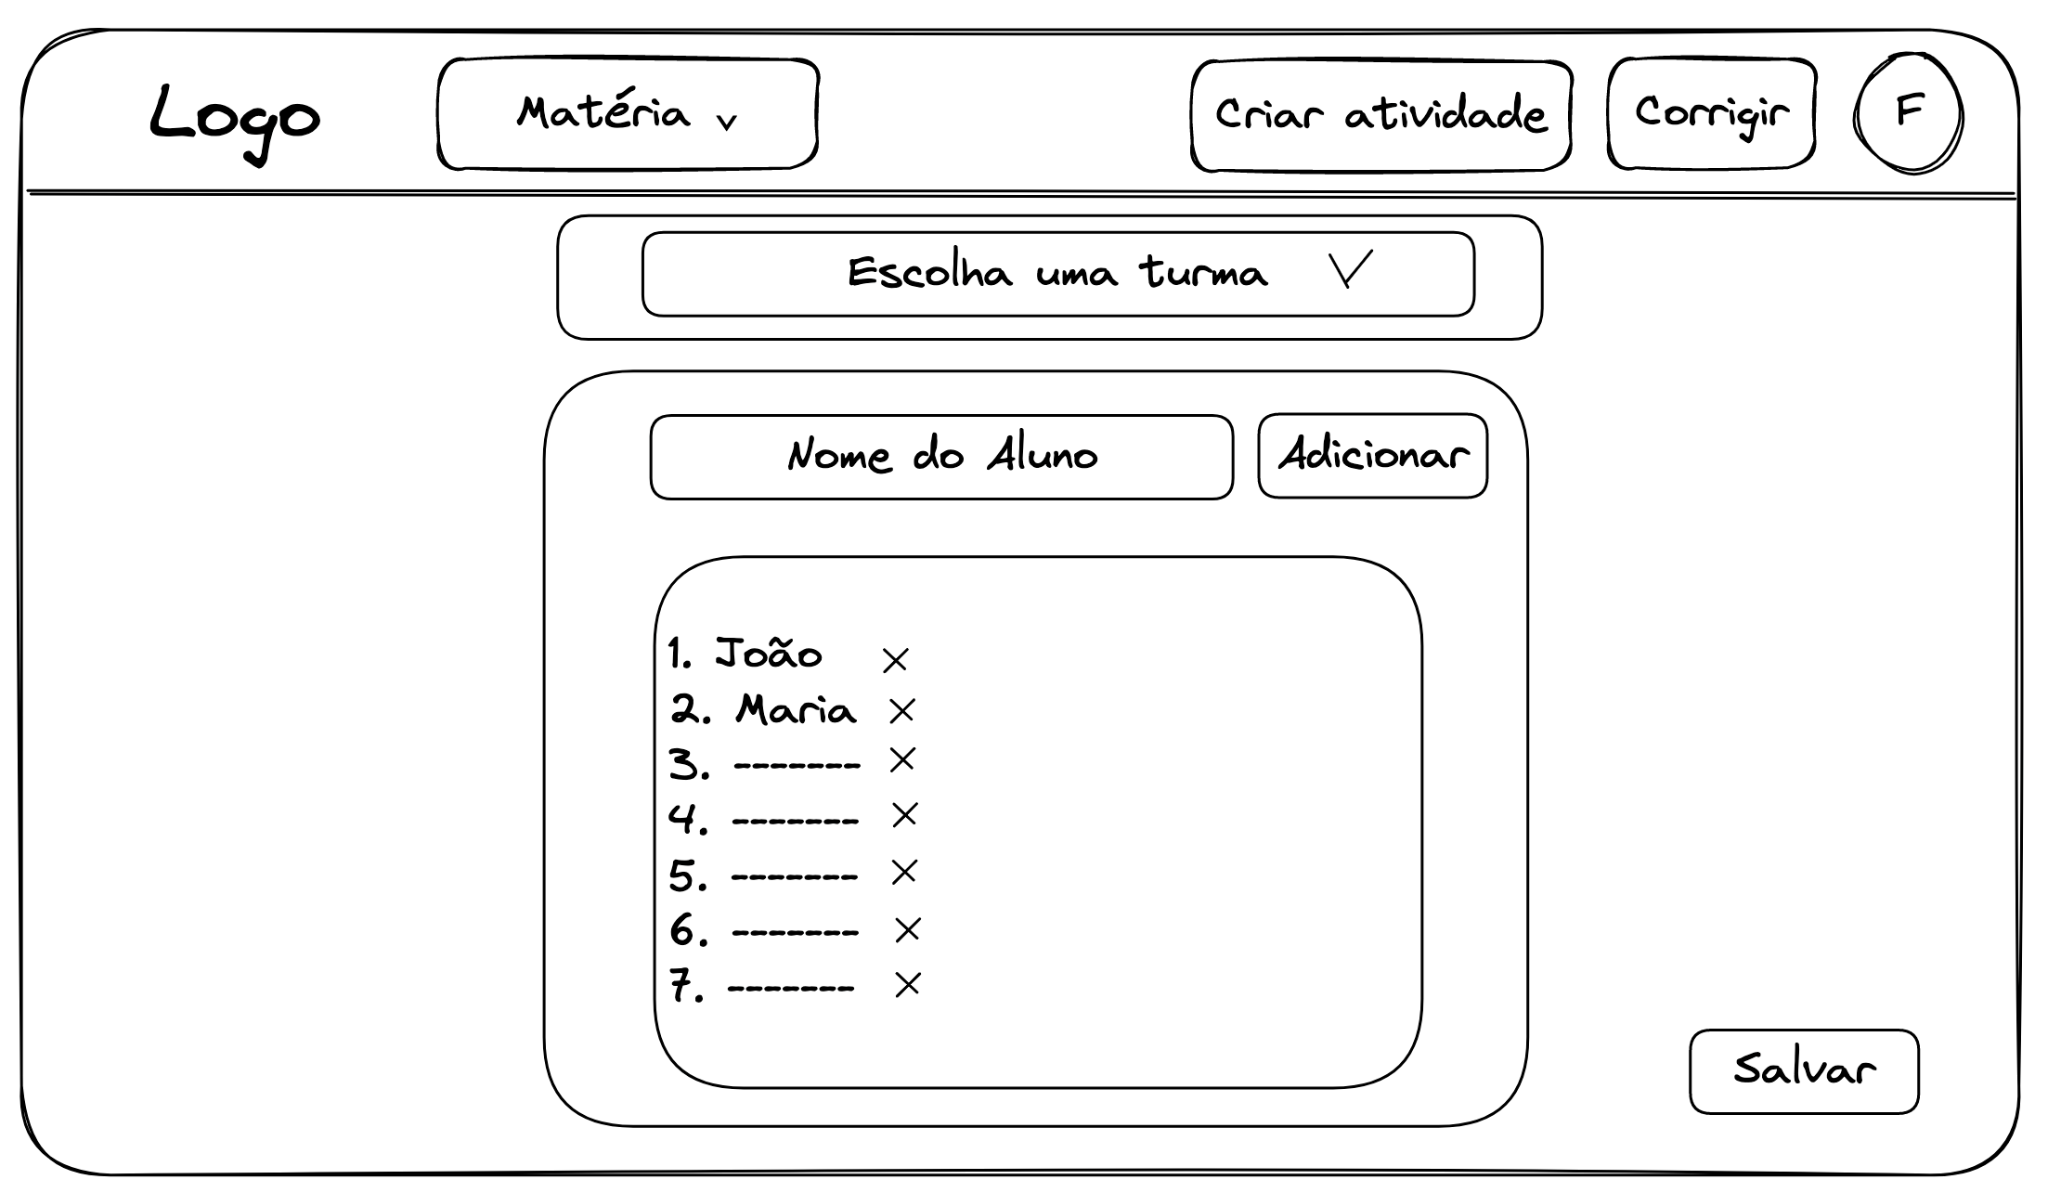 Logo Matéria v Criar atividade Corrigir F
Escolha uma turma
Nome do Aluno Adicionar
1. João
2. Maria
3. -------
4. -------
5. -------
6. -------
7. -------
Salvar